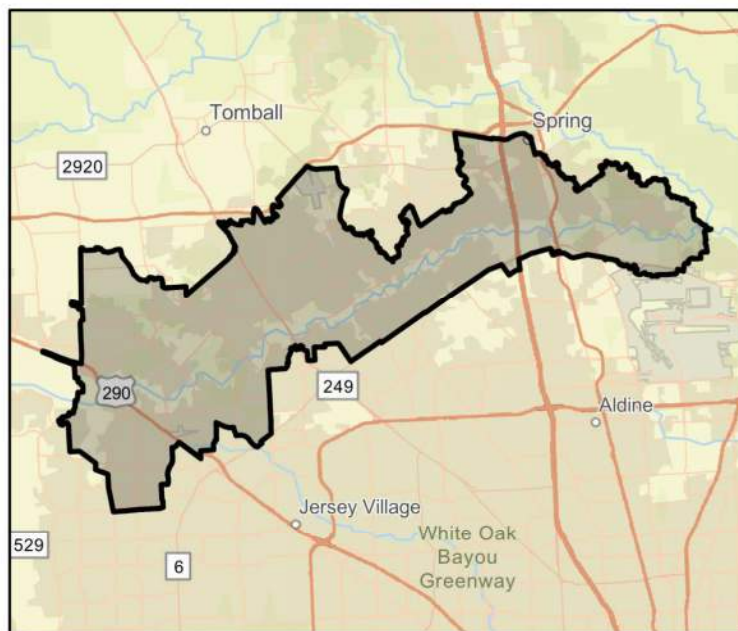 Tomball
Spring
2920
290
249
Aldine
Jersey Village
529
White Oak
Bayou
Greenway
6